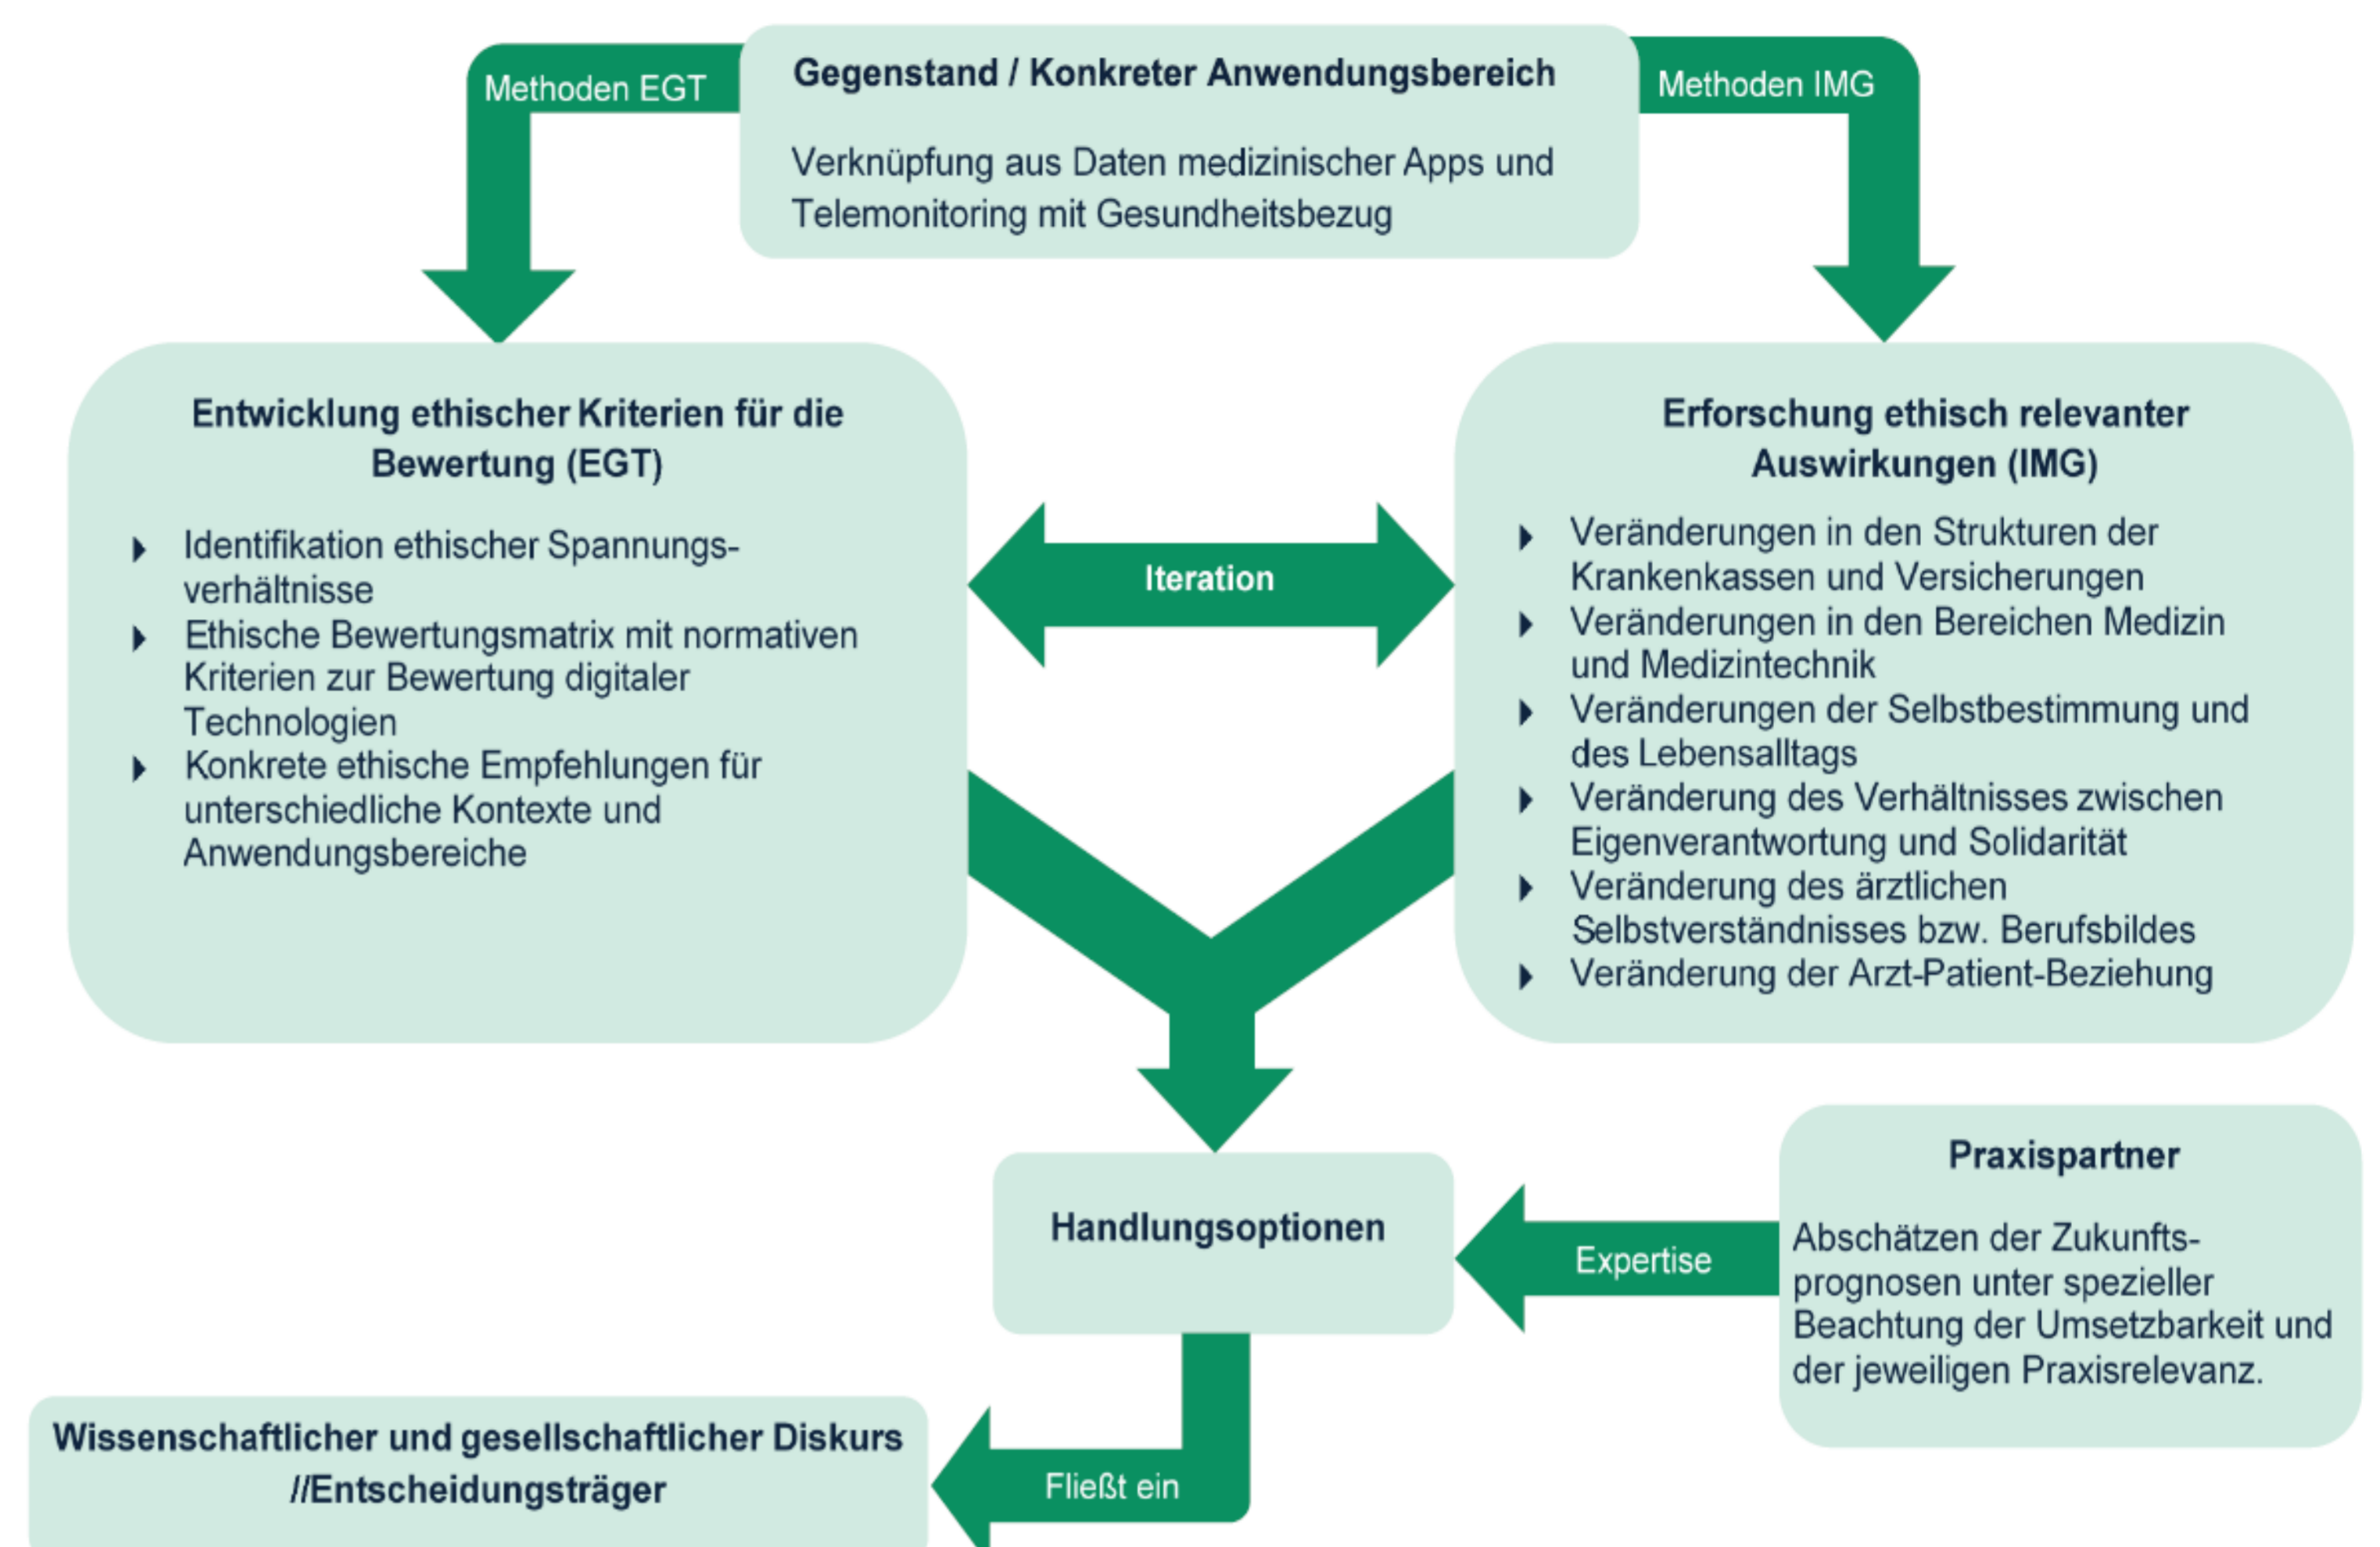 Methoden EGT
Gegenstand / Konkreter Anwendungsbereich
Verknüpfung aus Daten medizinischer Apps und
Telemonitoring mit Gesundheitsbezug
Methoden IMG
Entwicklung ethischer Kriterien für die
Bewertung (EGT)
Identifikation ethischer Spannungs-
verhältnisse
Ethische Bewertungsmatrix mit normativen
Kriterien zur Bewertung digitaler
Technologien
Konkrete ethische Empfehlungen für
unterschiedliche Kontexte und
Anwendungsbereiche
Iteration
Erforschung ethisch relevanter
Auswirkungen (IMG)
Veränderungen in den Strukturen der
Krankenkassen und Versicherungen
Veränderungen in den Bereichen Medizin
und Medizintechnik
Veränderungen der Selbstbestimmung und
des Lebensalltags
Veränderung des Verhältnisses zwischen
Eigenverantwortung und Solidarität
Veränderung des ärztlichen
Selbstverständnisses bzw. Berufsbildes
Veränderung der Arzt-Patient-Beziehung
Handlungsoptionen
Expertise
Praxispartner
Abschätzen der Zukunfts-
prognosen unter spezieller
Beachtung der Umsetzbarkeit und
der jeweiligen Praxisrelevanz.
Wissenschaftlicher und gesellschaftlicher Diskurs
//Entscheidungsträger
Fließt ein